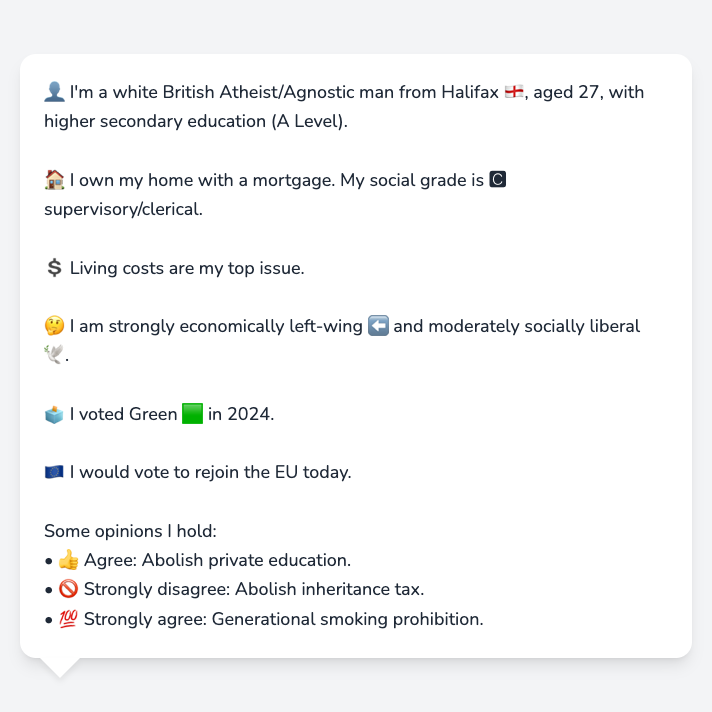 👤 I'm a white British Atheist/Agnostic man from Halifax 🏴󠁧󠁢󠁥󠁮󠁧󠁿, aged 27, with
higher secondary education (A Level).
🏠 I own my home with a mortgage. My social grade is 🅲
supervisory/clerical.
💲 Living costs are my top issue.
🤔 I am strongly economically left-wing ⬅️ and moderately socially liberal
🕊️.
🗳️ I voted Green 🟩 in 2024.
🇪🇺 I would vote to rejoin the EU today.
Some opinions I hold:
• 👍 Agree: Abolish private education.
• 🚫 Strongly disagree: Abolish inheritance tax.
• 💯 Strongly agree: Generational smoking prohibition.